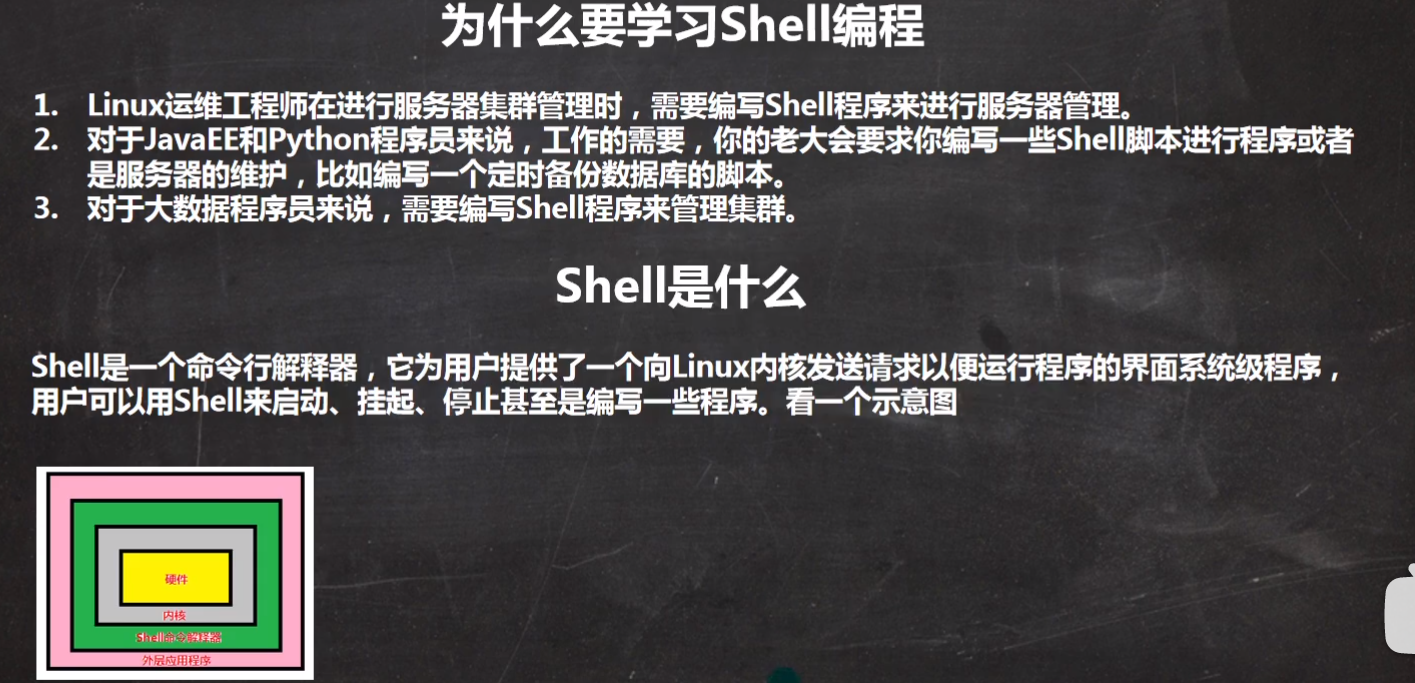 为什么要学习Shell编程
1. Linux运维工程师在进行服务器集群管理时，需要编写Shell程序来进行服务器管理。
2. 对于JavaEE和Python程序员来说，工作的需要，你的老大会要求你编写一些Shell脚本进行程序或者
是服务器的维护，比如编写一个定时备份数据库的脚本。
3. 对于大数据程序员来说，需要编写Shell程序来管理集群。
Shell是什么
Shell是一个命令行解释器，它为用户提供了一个向Linux内核发送请求以便运行程序的界面系统级程序，
用户可以用Shell来启动、挂起、停止甚至是编写一些程序。看一个示意图
硬件
内核
Shell命令解释器
外层应用程序